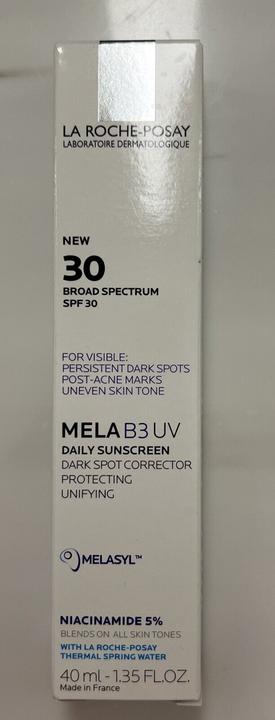 LA ROCHE-POSAY
LABORATOIRE DERMATOLOGIQUE
NEW
30
BROAD SPECTRUM
SPF 30
FOR VISIBLE:
PERSISTENT DARK SPOTS
POST-ACNE MARKS
UNEVEN SKIN TONE
MELA B3 UV
DAILY SUNSCREEN
DARK SPOT CORRECTOR
PROTECTING
UNIFYING
MELASYL™
NIACINAMIDE 5%
BLENDS ON ALL SKIN TONES
WITH LA ROCHE-POSAY
THERMAL SPRING WATER
40 ml - 1.35 FL.OZ.
Made in France